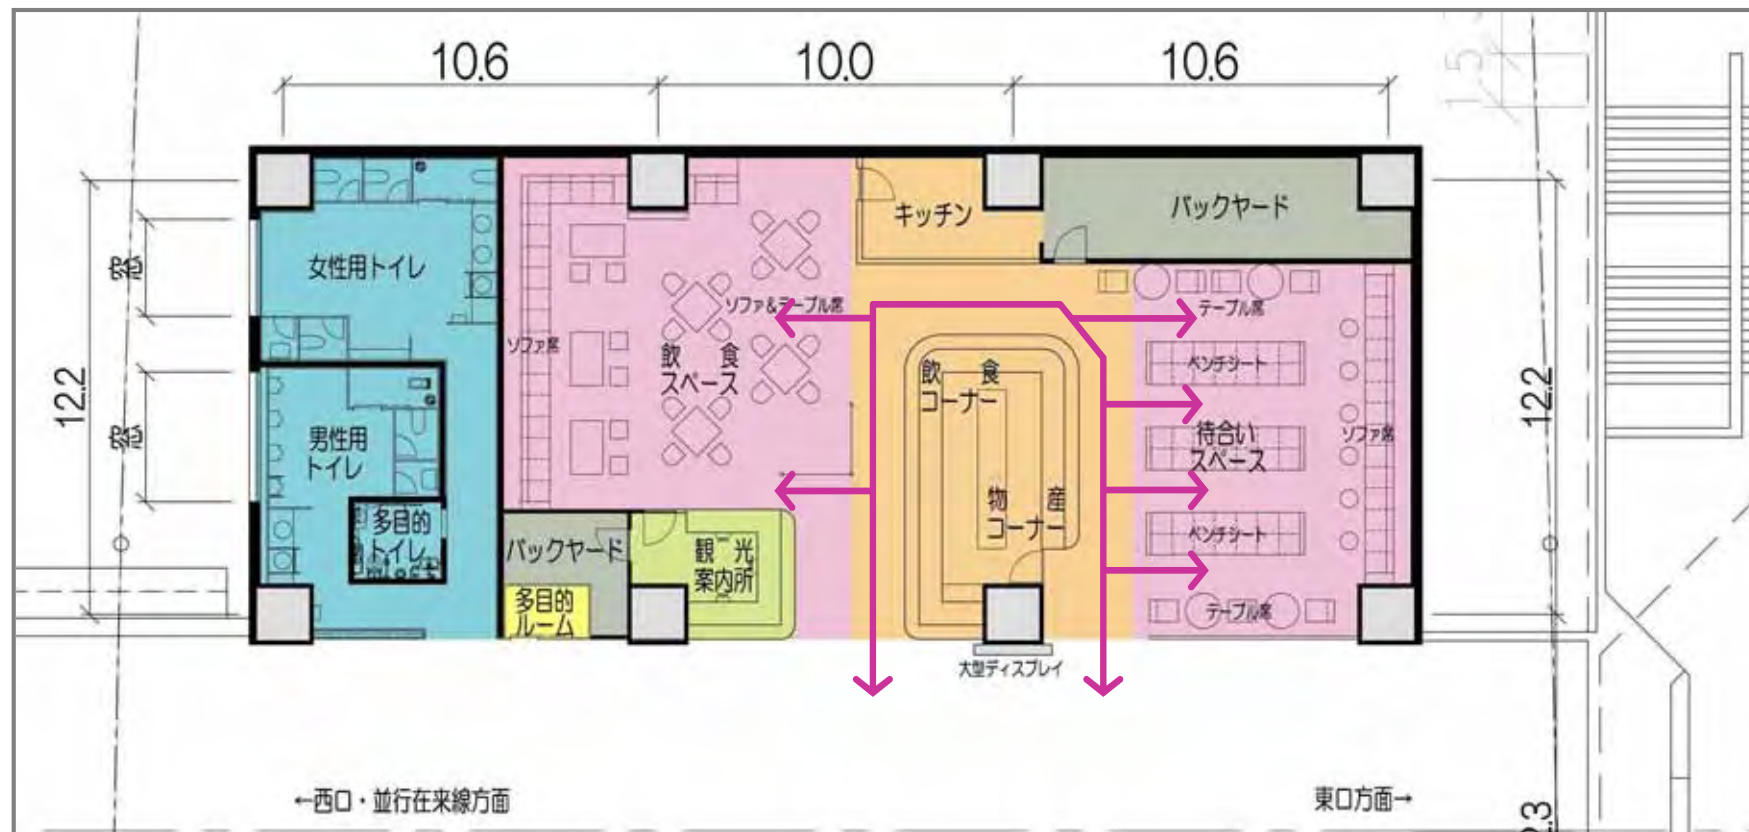 10.6
10.0
10.6
1.5
12.2
窓
窓
12.2
女性用トイレ
男性用
トイレ
多目的
トイレ
ソファ席
ソファ&テーブル席
飲食
スペース
バックヤード
多目的
ルーム
観光
案内所
キッチン
バックヤード
飲食
コーナー
物産
コーナー
大型ディスプレイ
テーブル席
ベンチシート
待合い
スペース
ソファ席
ベンチシート
テーブル席
←西口・並行在来線方面
東口方面→